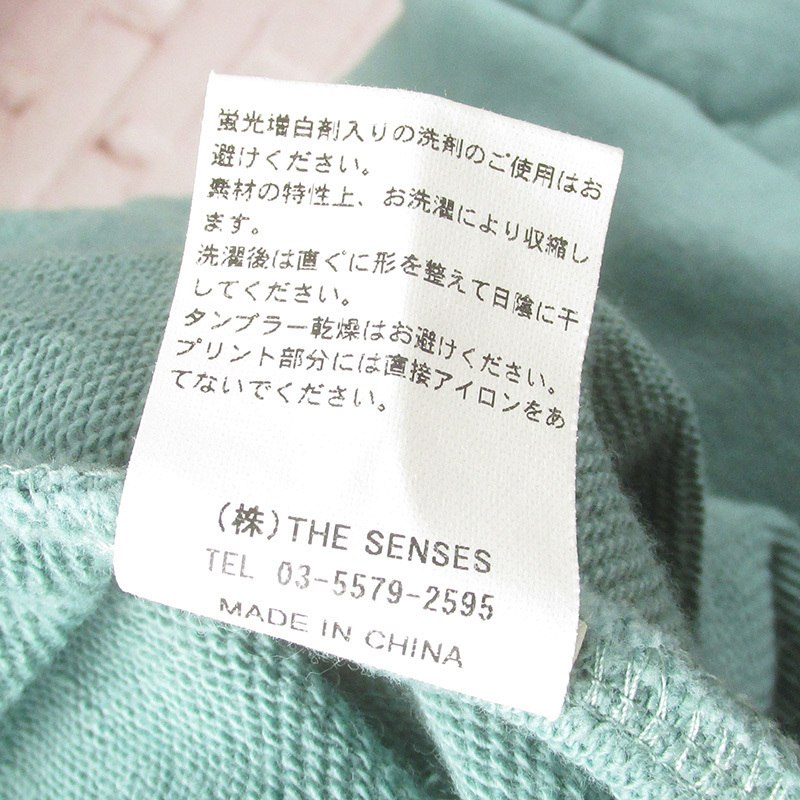 蛍光増白剤入りの洗剤のご使用はお
避けください。
素材の特性上、お洗濯により収縮し
ます。
洗濯後は直ぐに形を整えて日陰に干
してください。
タンブラー乾燥はお避けください。
プリント部分には直接アイロンをあ
てないでください。
(株)THE SENSES
TEL 03-5579-2595
MADE IN CHINA